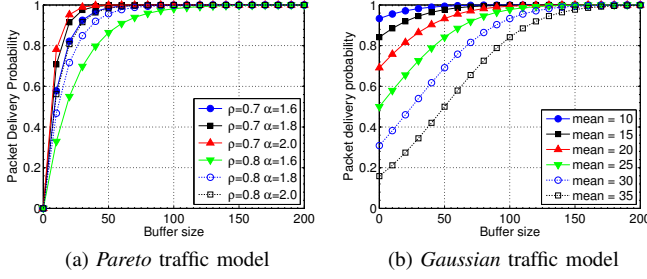 Packet Delivery Probability
1
0.8
0.6
0.4
0.2
0
0
50
100
150
200
Buffer size
ρ=0.7 α=1.6
ρ=0.7 α=1.8
ρ=0.7 α=2.0
ρ=0.8 α=1.6
ρ=0.8 α=1.8
ρ=0.8 α=2.0
(a) Pareto traffic model
Packet Delivery probability
1
0.8
0.6
0.4
0.2
0
0
50
100
150
200
Buffer size
mean = 10
mean = 15
mean = 20
mean = 25
mean = 30
mean = 35
(b) Gaussian traffic model